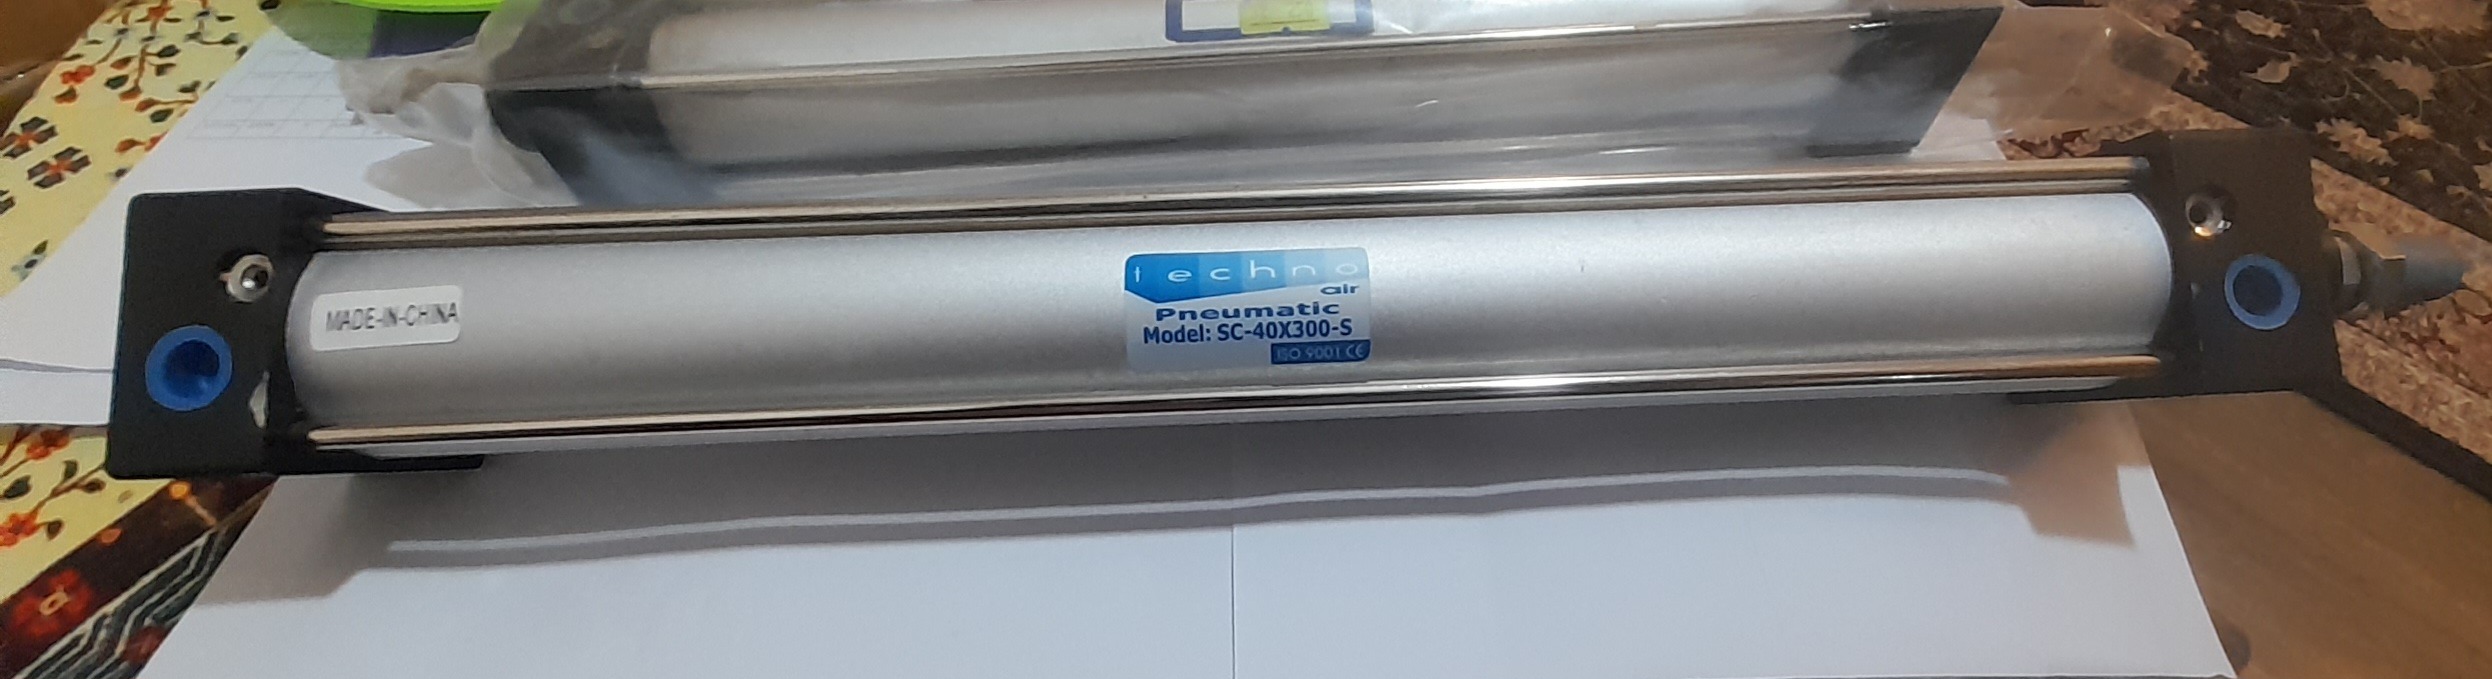 MADE-IN-CHINA
techno
air
Pneumatic
Model: SC-40X300-S
ISO 9001 CE